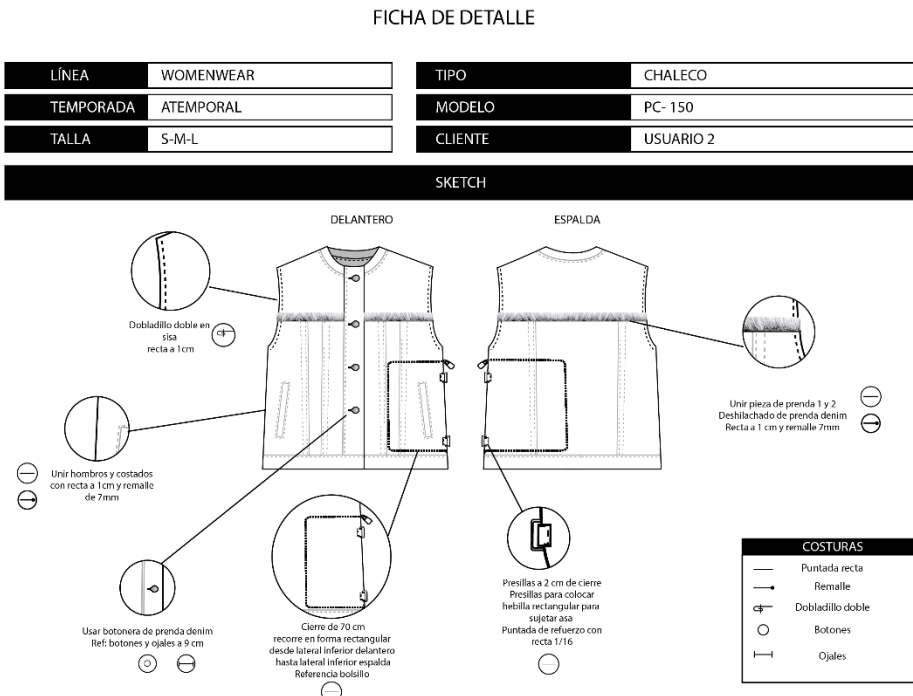 FICHA DE DETALLE
LÍNEA WOMENWEAR
TIPO CHALECO
TEMPORADA ATEMPORAL
MODELO PC- 150
TALLA S-M-L
CLIENTE USUARIO 2
SKETCH
DELANTERO
ESPALDA
Dobladillo doble en
sisa
recta a 1cm
Unir pieza de prenda 1 y 2
Deshilachado de prenda denim
Recta a 1 cm y remalle 7mm
Unir hombros y costados
con recta a 1cm y remalle
de 7mm
Usar botonera de prenda denim
Ref: botones y ojales a 9 cm
Cierre de 70 cm
recorre en forma rectangular
desde lateral inferior delantero
hasta lateral inferior espalda
Referencia bolsillo
Presillas a 2 cm de cierre
Presillas para colocar
hebilla rectangular para
sujetar asa
Puntada de refuerzo con
recta 1/16
COSTURAS
Puntada recta
Remalle
Dobladillo doble
Botones
Ojales